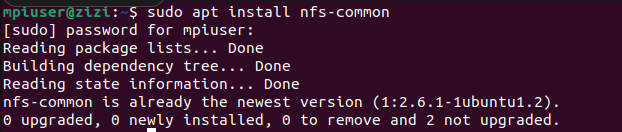 mpiuser@zizi:~$ sudo apt install nfs-common
[sudo] password for mpiuser:
Reading package lists... Done
Building dependency tree... Done
Reading state information... Done
nfs-common is already the newest version (1:2.6.1-1ubuntu1.2).
0 upgraded, 0 newly installed, 0 to remove and 2 not upgraded.